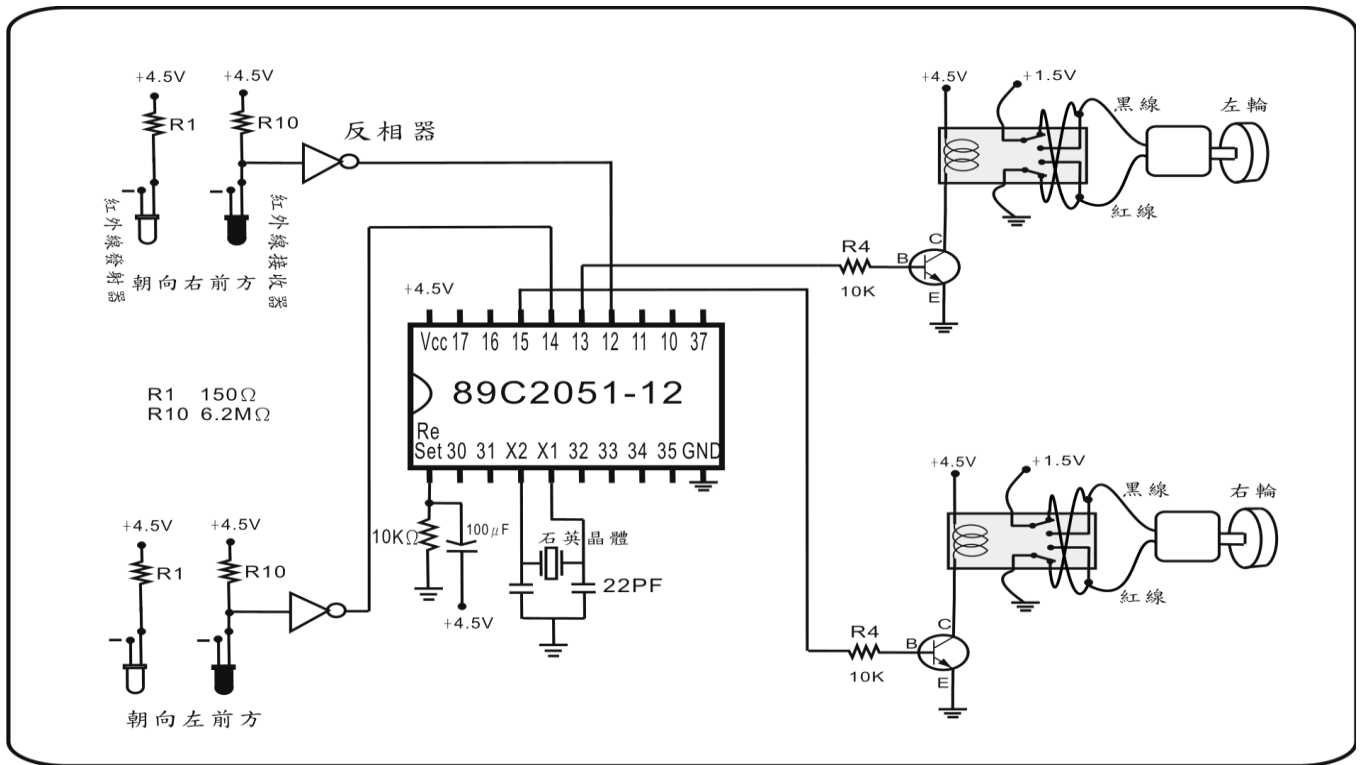 +4.5V
+4.5V
R1
R10
反相器
紅外線發射器
紅外線接收器
朝向右前方
+4.5V
+1.5V
黑線
左輪
紅線
R4
10K
B
C
E
+4.5V
Vcc 17 16 15 14 13 12 11 10 37
89C2051-12
Re
Set 30 31 X2 X1 32 33 34 35 GND
R1 150Ω
R10 6.2MΩ
10KΩ
100μF
+4.5V
石英晶體
22PF
+4.5V
+4.5V
R1
R10
朝向左前方
+4.5V
+1.5V
黑線
右輪
紅線
R4
10K
B
C
E